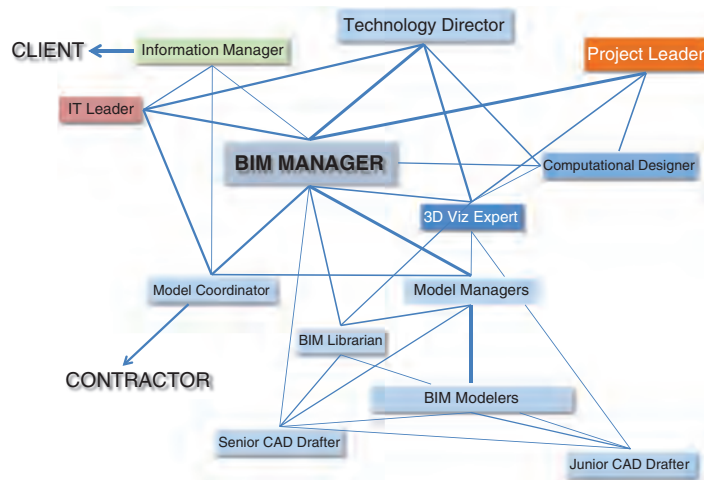 Technology Director
CLIENT
Information Manager
Project Leader
IT Leader
BIM MANAGER
Computational Designer
3D Viz Expert
Model Coordinator
Model Managers
BIM Librarian
CONTRACTOR
BIM Modelers
Senior CAD Drafter
Junior CAD Drafter